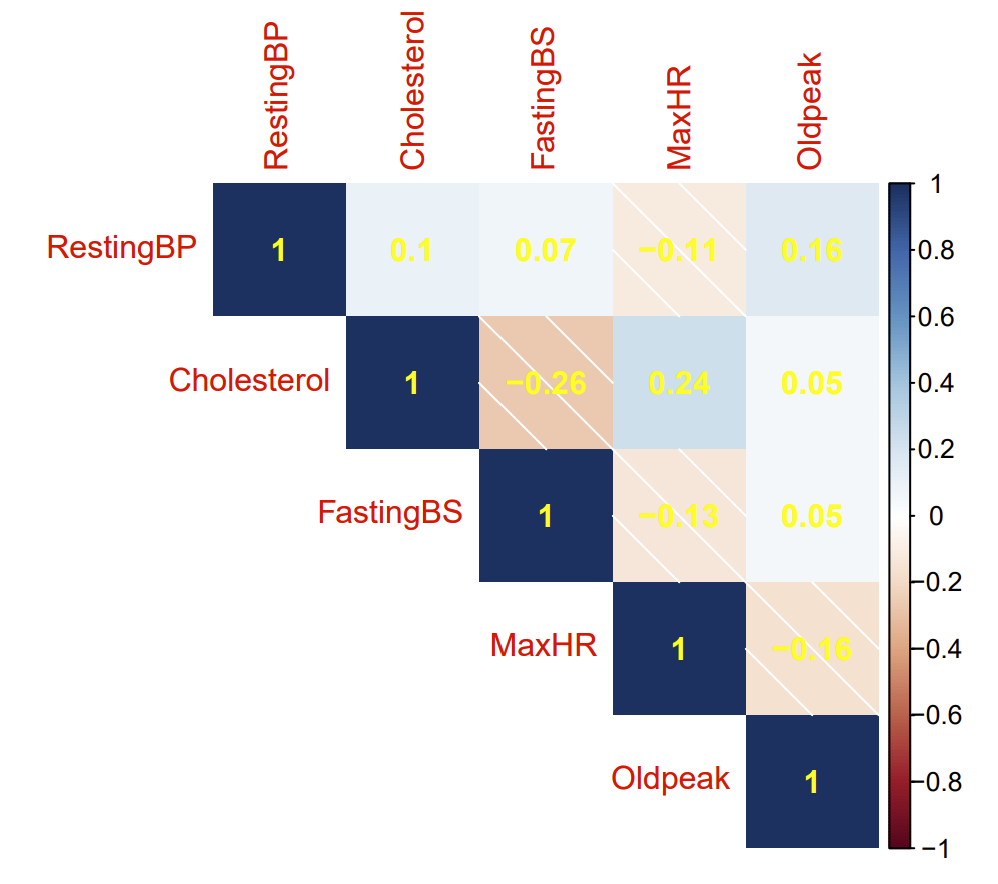 RestingBP
Cholesterol
FastingBS
MaxHR
Oldpeak
RestingBP 1 0.1 0.07 −0.11 0.16
Cholesterol 1 −0.26 0.24 0.05
FastingBS 1 −0.13 0.05
MaxHR 1 −0.16
Oldpeak 1
1
0.8
0.6
0.4
0.2
0
−0.2
−0.4
−0.6
−0.8
−1